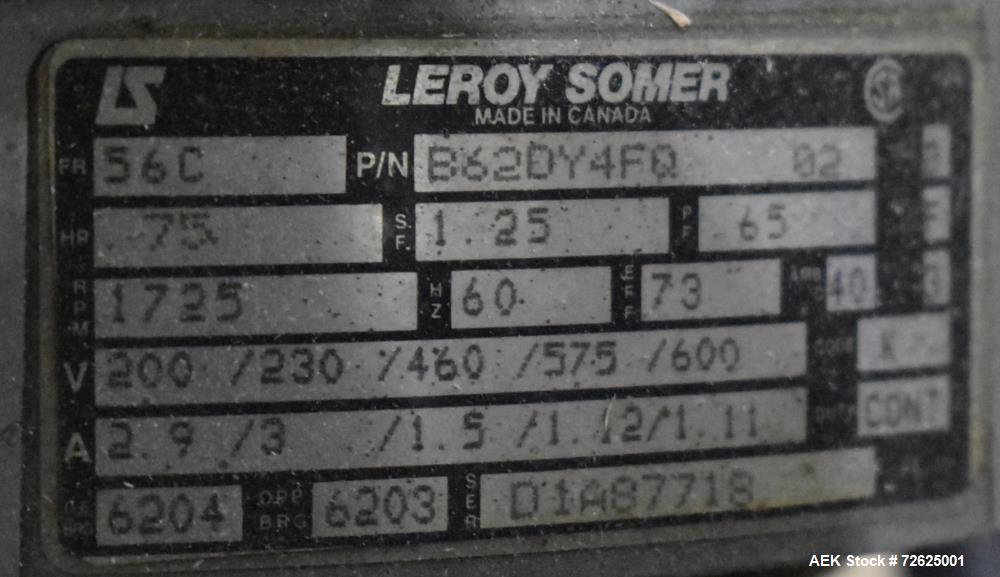 LS LEROY SOMER
MADE IN CANADA
FR 56C P/N B62DY4FQ 02
HP .75 S.F. 1.25 PF 65
RPM 1725 HZ 60 EFF 73 40
V 200 /230 /460 /575 /600 CODE K
A 2.9 /3 /1.5 /1.12/1.11 DUTY CONT
BRG 6204 OPP BRG 6203 SER D1A87718
AEK Stock # 72625001